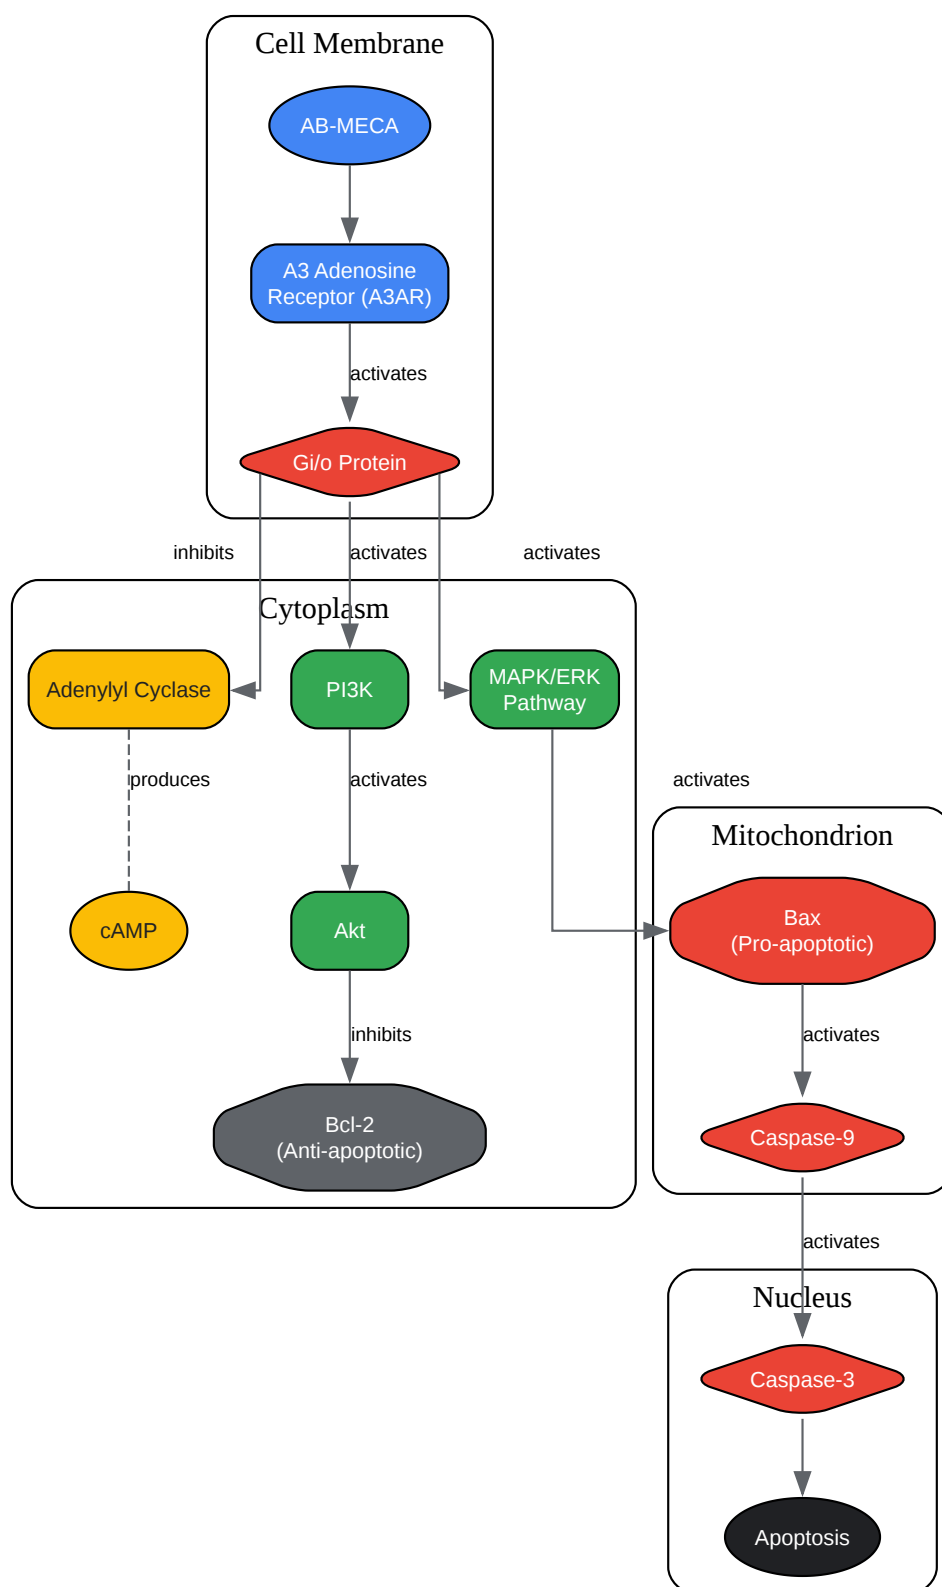 Cell Membrane
AB-MECA
A3 Adenosine
Receptor (A3AR)
activates
Gi/o Protein
inhibits
activates
activates
Cytoplasm
Adenylyl Cyclase
PI3K
MAPK/ERK
Pathway
produces
activates
activates
Mitochondrion
cAMP
Akt
Bax
(Pro-apoptotic)
inhibits
activates
Bcl-2
(Anti-apoptotic)
Caspase-9
activates
Nucleus
Caspase-3
Apoptosis